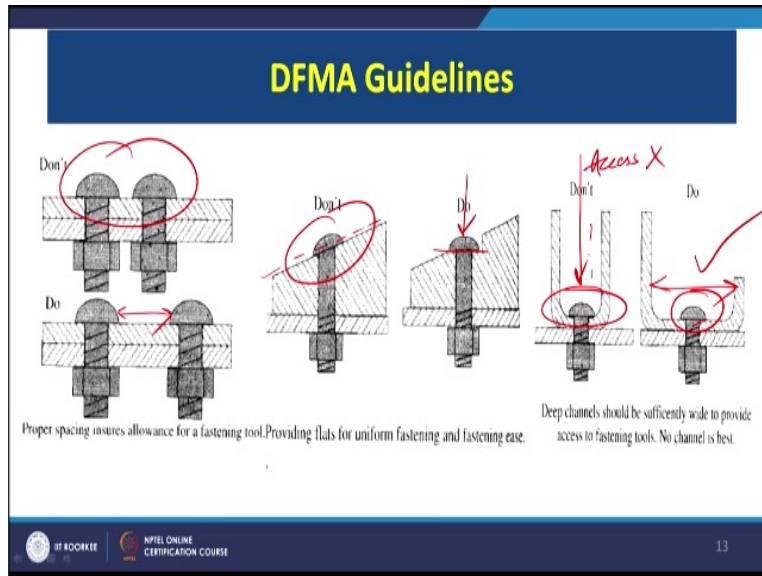 DFMA Guidelines
Don't
Do
Proper spacing insures allowance for a fastening tool.
Don't
Do
Providing flats for uniform fastening and fastening ease.
Access X
Don't
Do
Deep channels should be sufficently wide to provide
access to fastening tools. No channel is best.
IIT ROORKEE
NPTEL ONLINE
CERTIFICATION COURSE
13